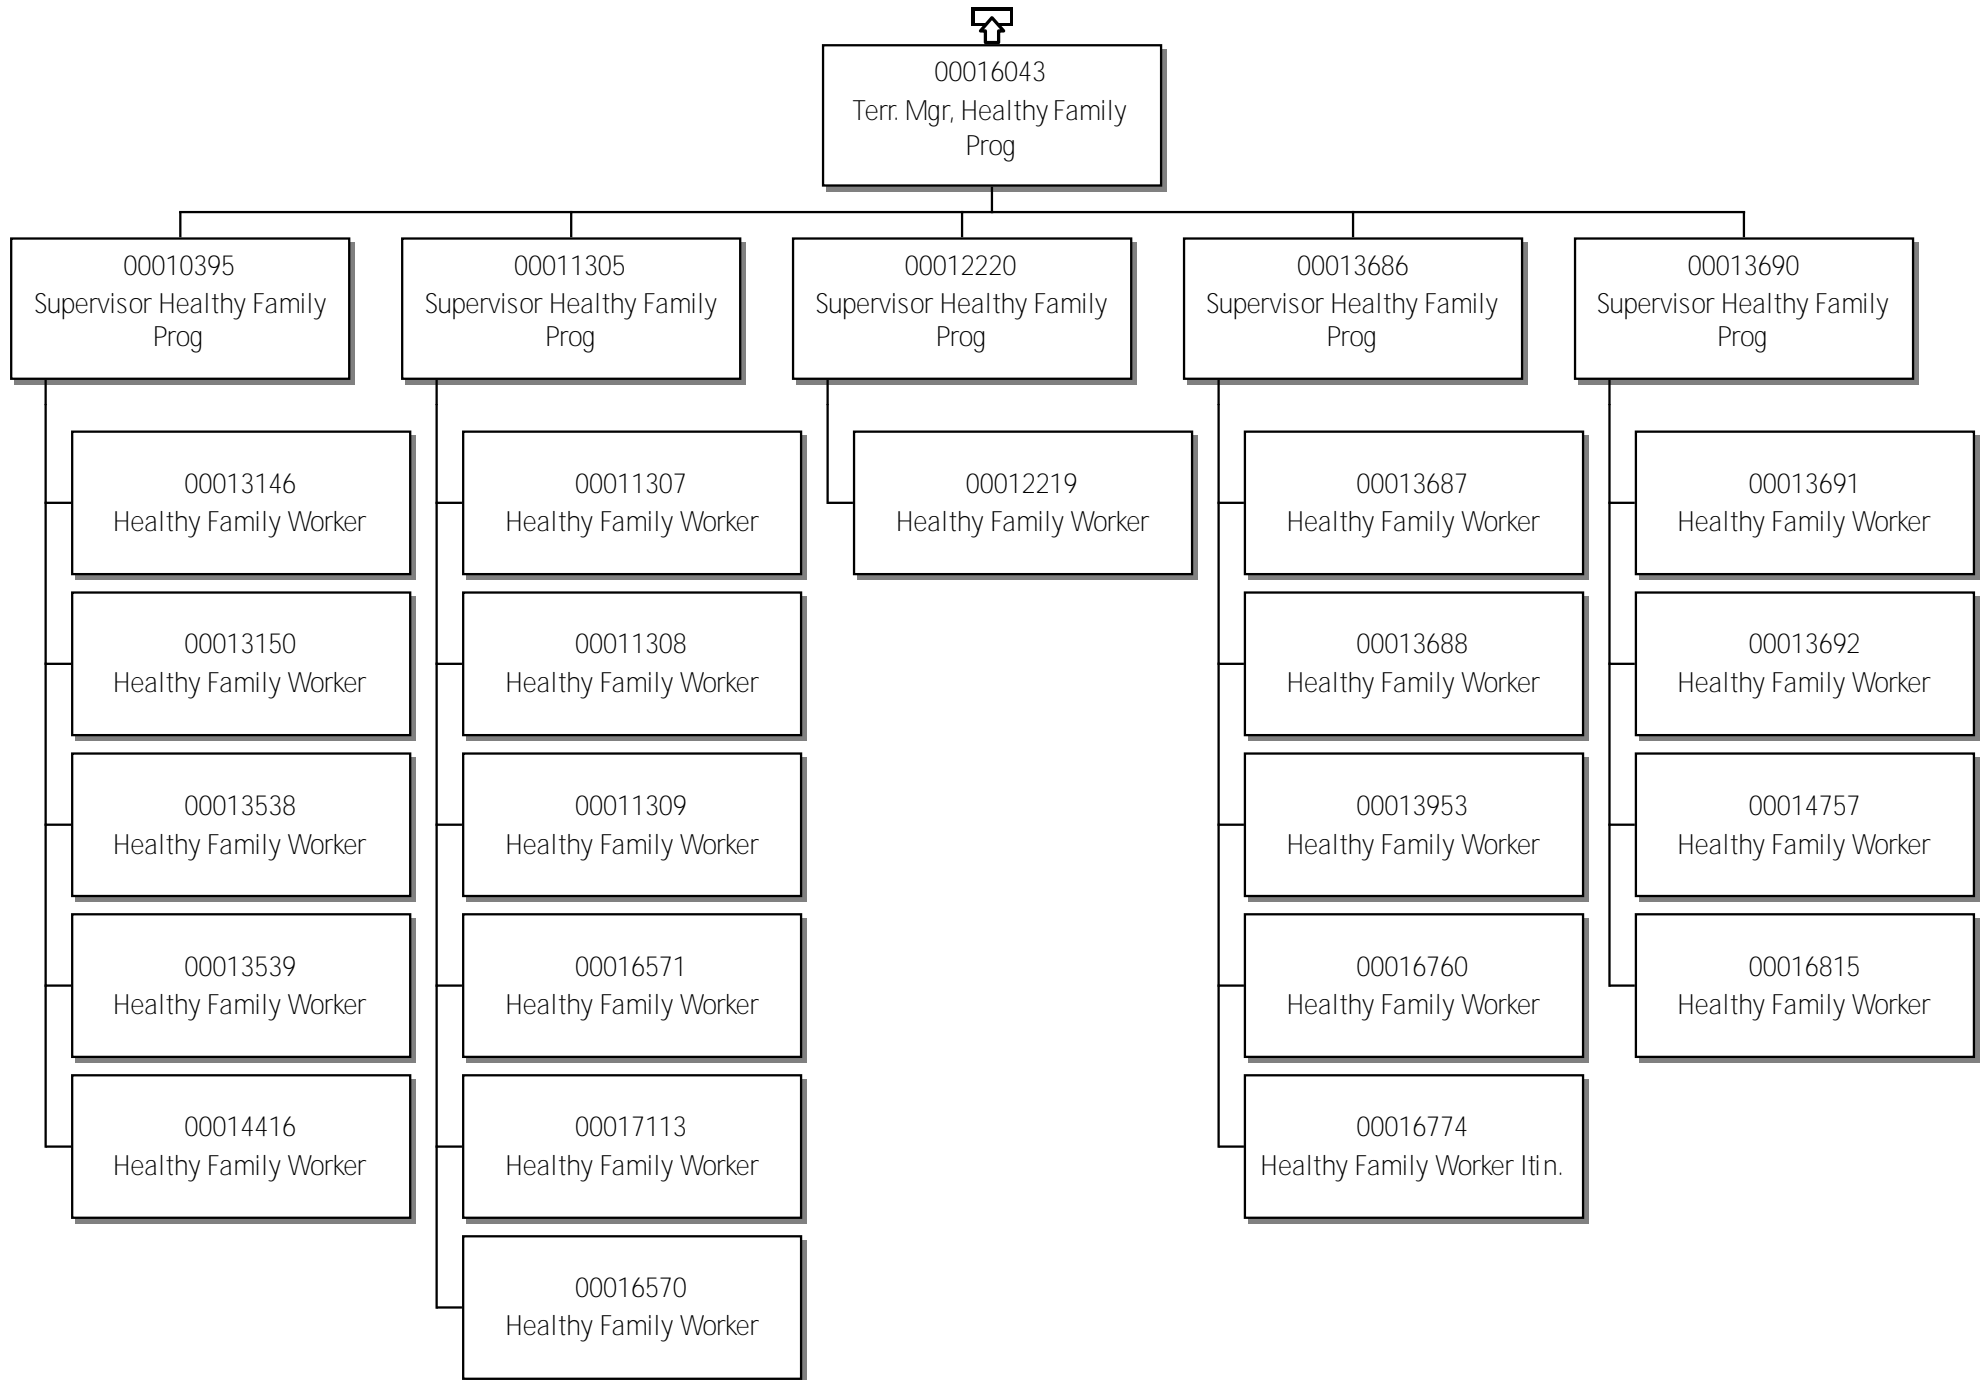 00016043
Terr. Mgr, Healthy Family
Prog
00010395
Supervisor Healthy Family
Prog
00011305
Supervisor Healthy Family
Prog
00012220
Supervisor Healthy Family
Prog
00013686
Supervisor Healthy Family
Prog
00013690
Supervisor Healthy Family
Prog
00013146
Healthy Family Worker
00013150
Healthy Family Worker
00013538
Healthy Family Worker
00013539
Healthy Family Worker
00014416
Healthy Family Worker
00011307
Healthy Family Worker
00011308
Healthy Family Worker
00011309
Healthy Family Worker
00016571
Healthy Family Worker
00017113
Healthy Family Worker
00016570
Healthy Family Worker
00012219
Healthy Family Worker
00013687
Healthy Family Worker
00013688
Healthy Family Worker
00013953
Healthy Family Worker
00016760
Healthy Family Worker
00016774
Healthy Family Worker Itin.
00013691
Healthy Family Worker
00013692
Healthy Family Worker
00014757
Healthy Family Worker
00016815
Healthy Family Worker